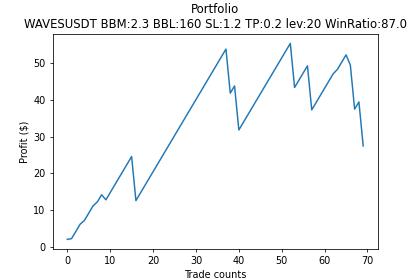 Portfolio
WAVESUSDT BBM:2.3 BBL:160 SL:1.2 TP:0.2 lev:20 WinRatio:87.0
50
40
30
20
10
0
Profit ($)
0 10 20 30 40 50 60 70
Trade counts